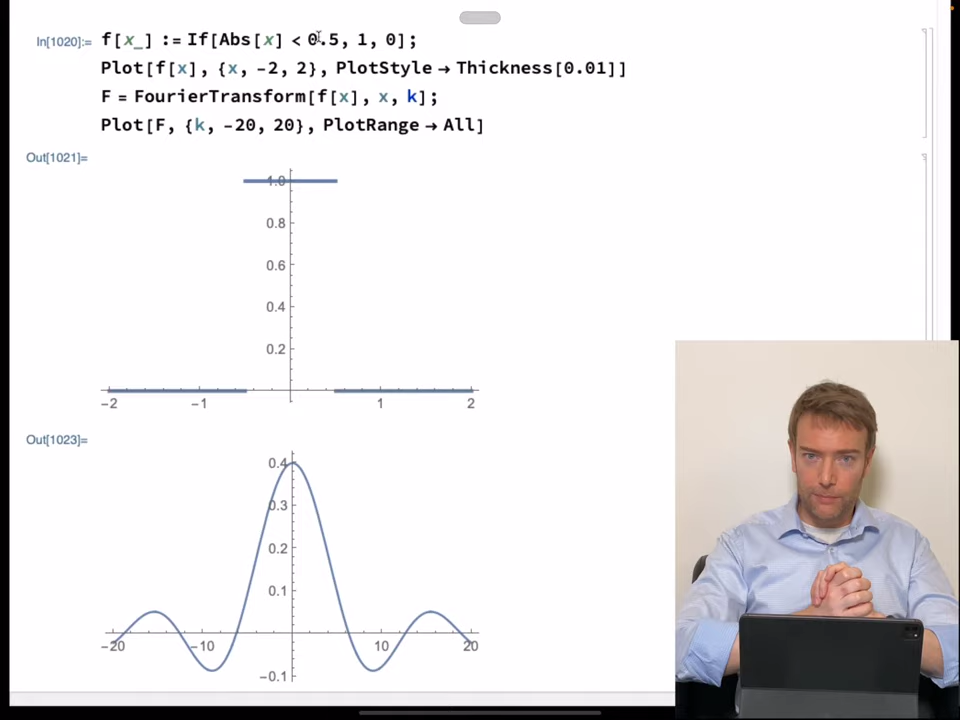 In[1020]:= f[x_] := If[Abs[x] < 0.5, 1, 0];
Plot[f[x], {x, -2, 2}, PlotStyle → Thickness[0.01]]
F = FourierTransform[f[x], x, k];
Plot[F, {k, -20, 20}, PlotRange → All]
Out[1021]=
1.0
0.8
0.6
0.4
0.2
−2 −1 1 2
Out[1023]=
0.4
0.3
0.2
0.1
−20 −10 10 20
−0.1